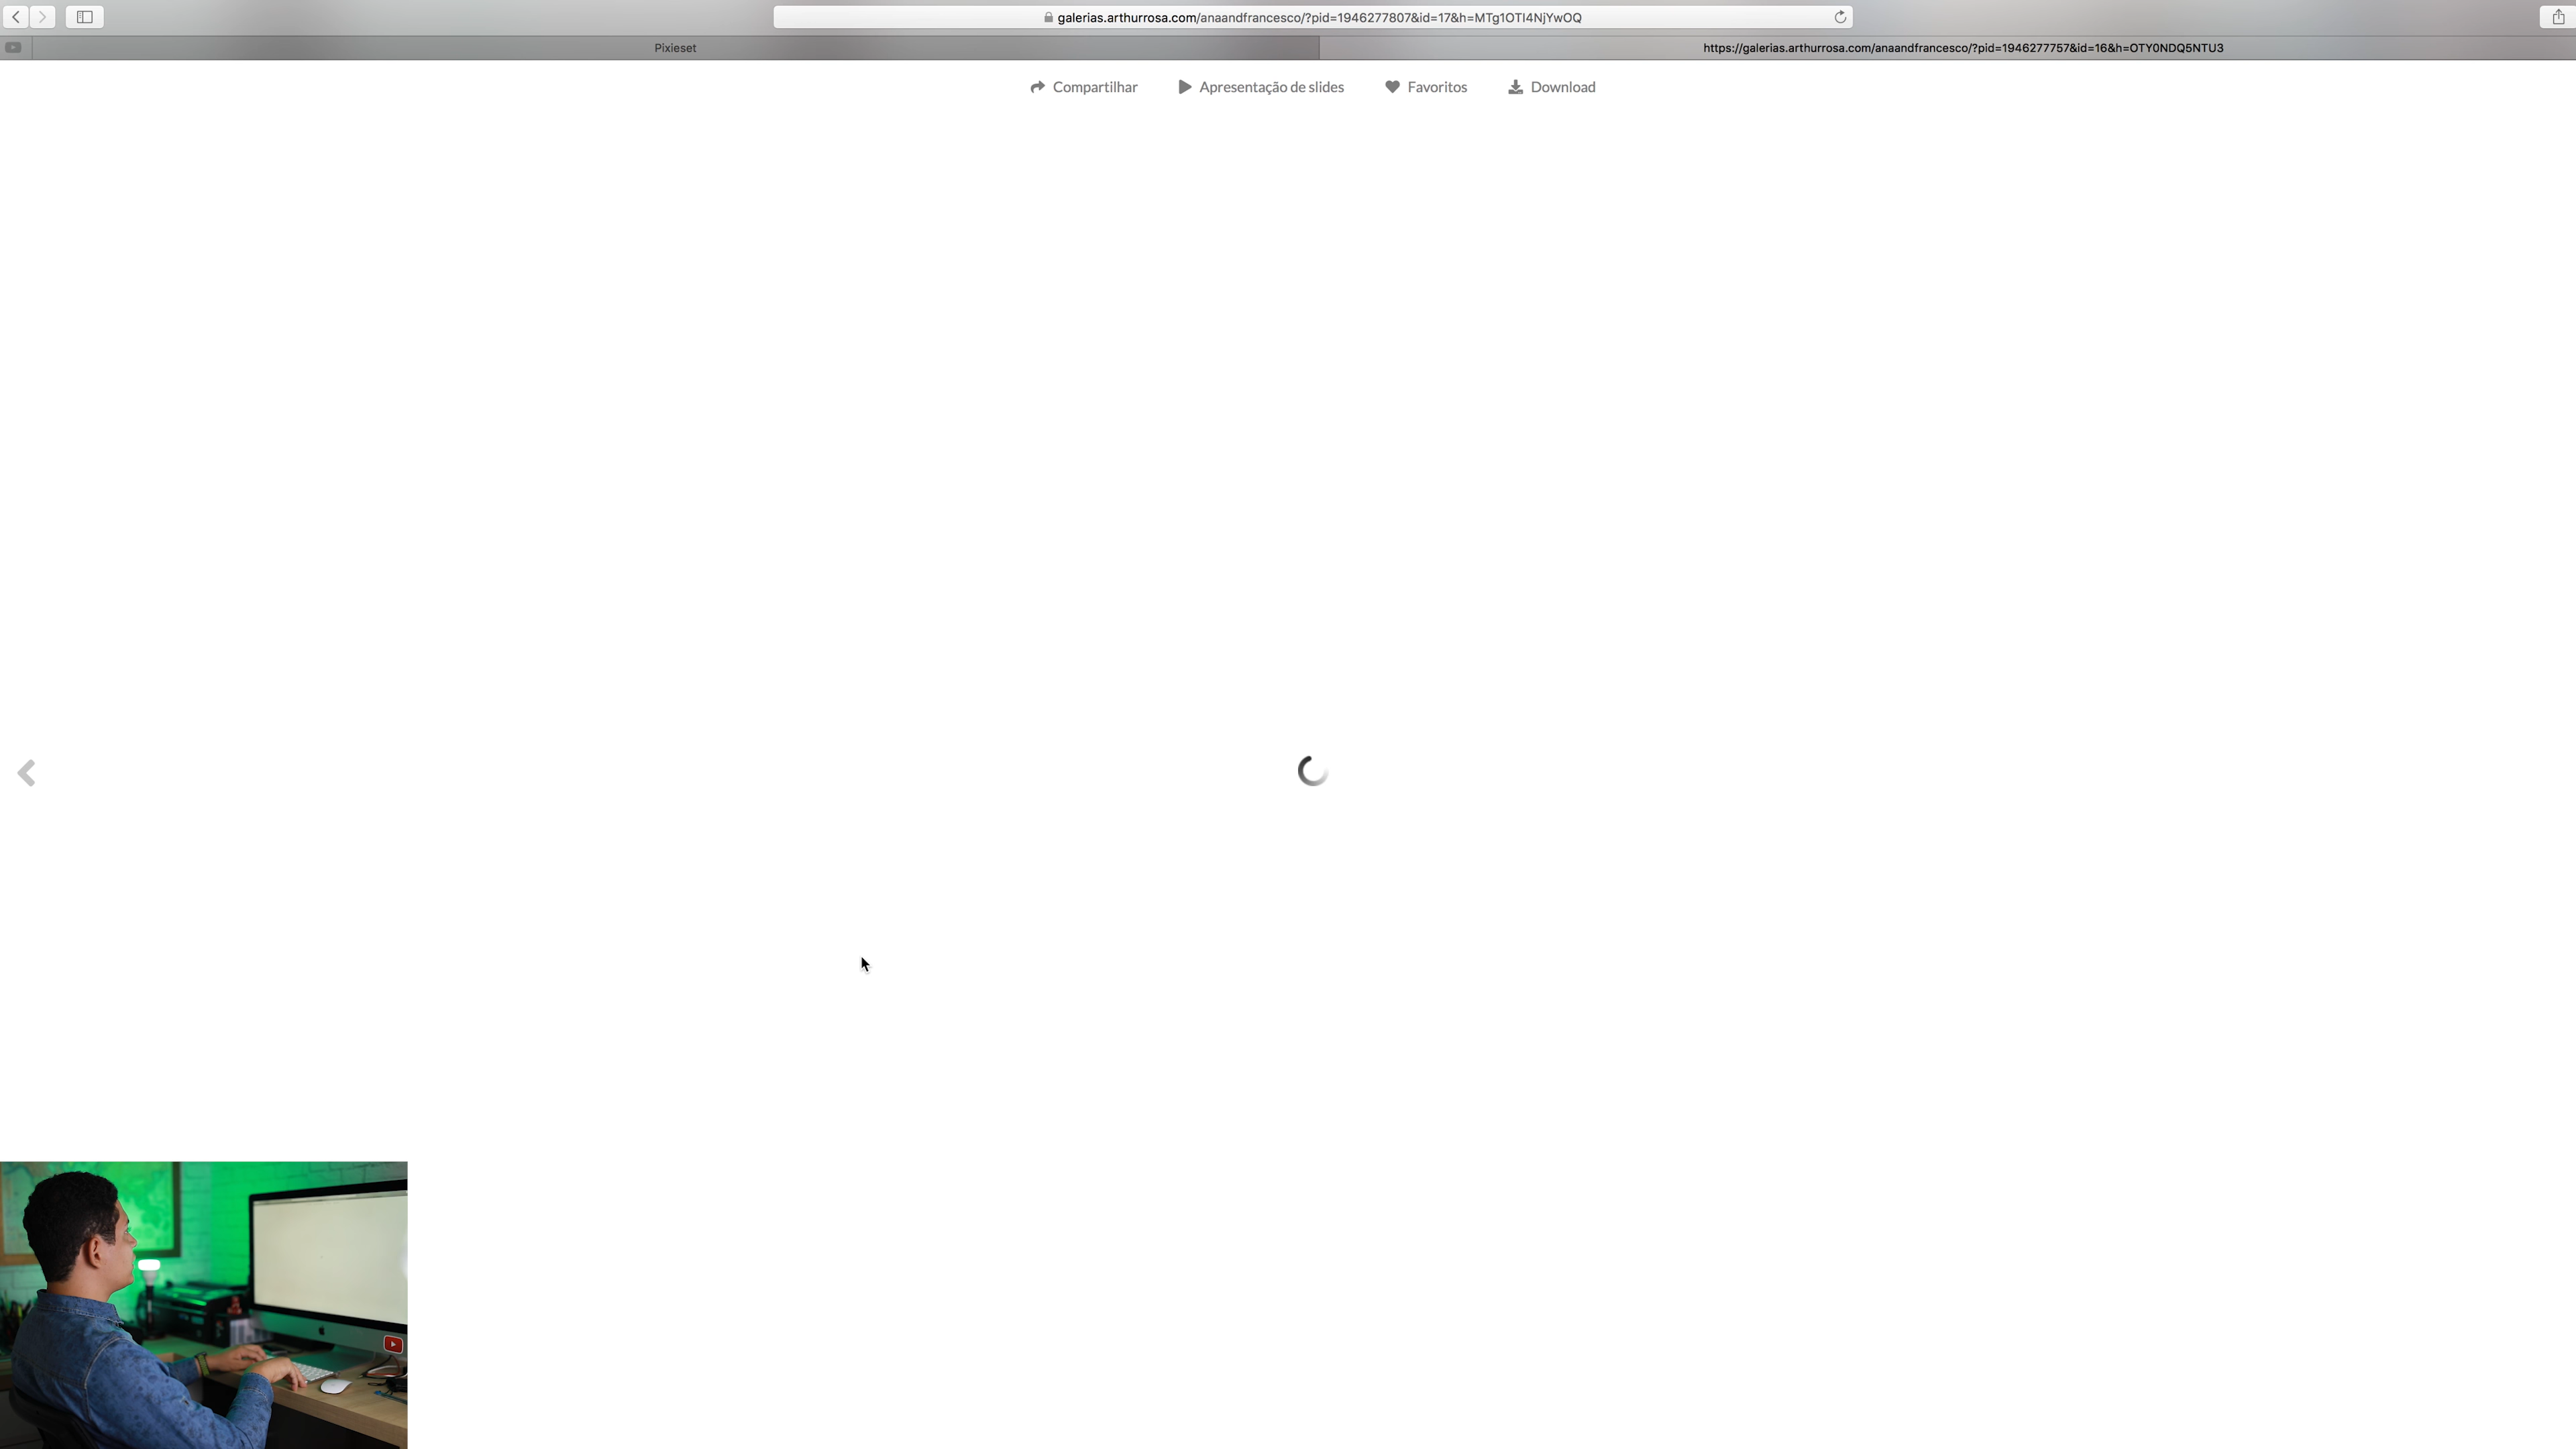 galerias.arthurrosa.com/anaandfrancesco/?pid=1946277807&id=17&h=MTg1OTI4NjYwOQ
Pixieset
https://galerias.arthurrosa.com/anaandfrancesco/?pid=1946277757&id=16&h=OTY0NDQ5NTU3
Compartilhar
Apresentação de slides
Favoritos
Download